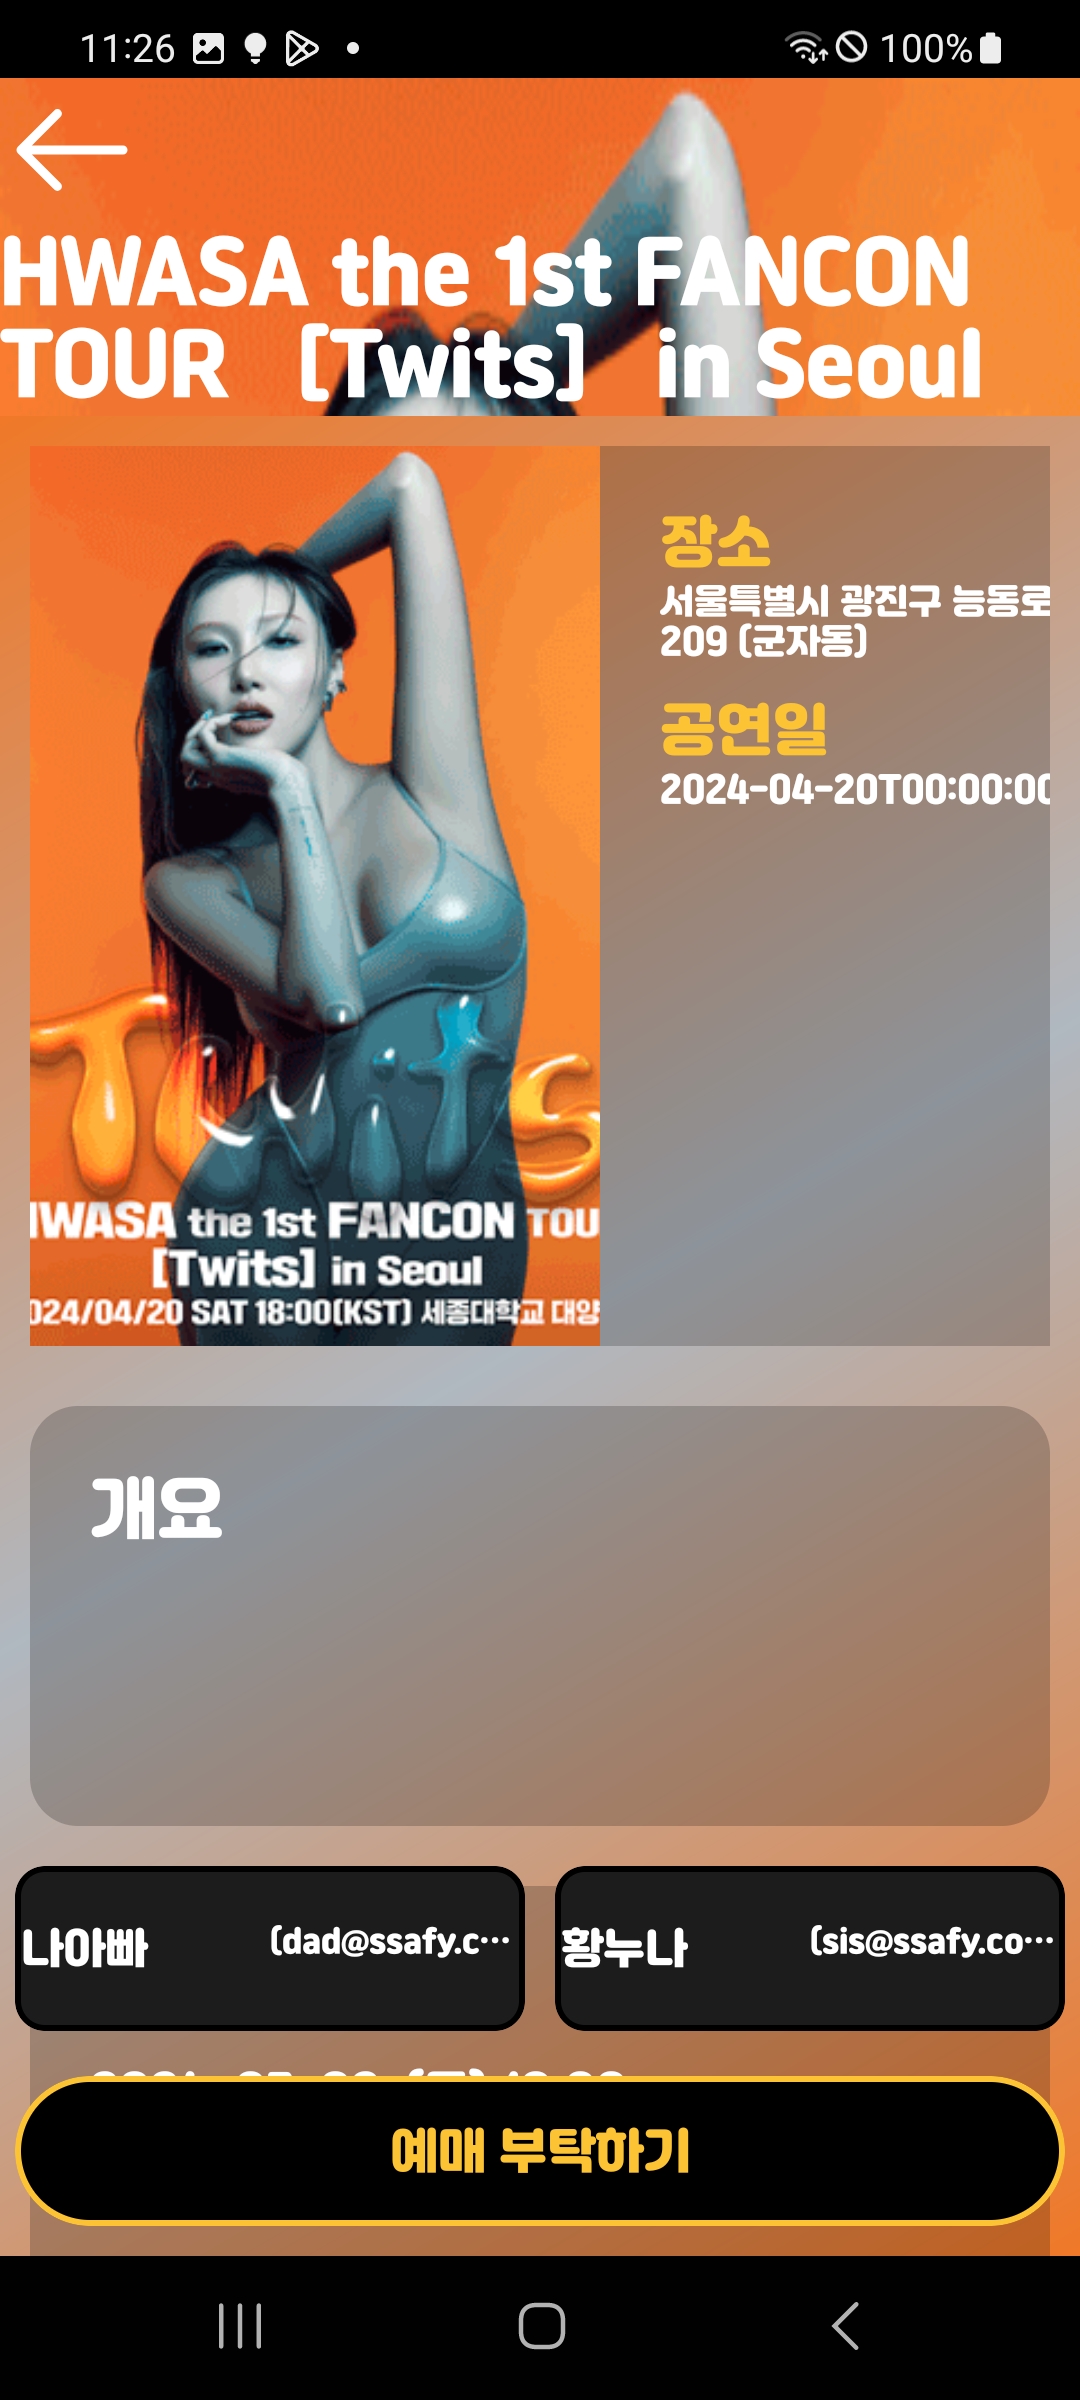 11:26
100%
HWASA the 1st FANCON
TOUR [Twits] in Seoul
장소
서울특별시 광진구 능동로
209 (군자동)
공연일
2024-04-20T00:00:00
Twits
HWASA the 1st FANCON TOU
[Twits] in Seoul
024/04/20 SAT 18:00(KST) 세종대학교 대양
개요
나아빠 (dad@ssafy.c···
황누나 (sis@ssafy.co···
예매 부탁하기